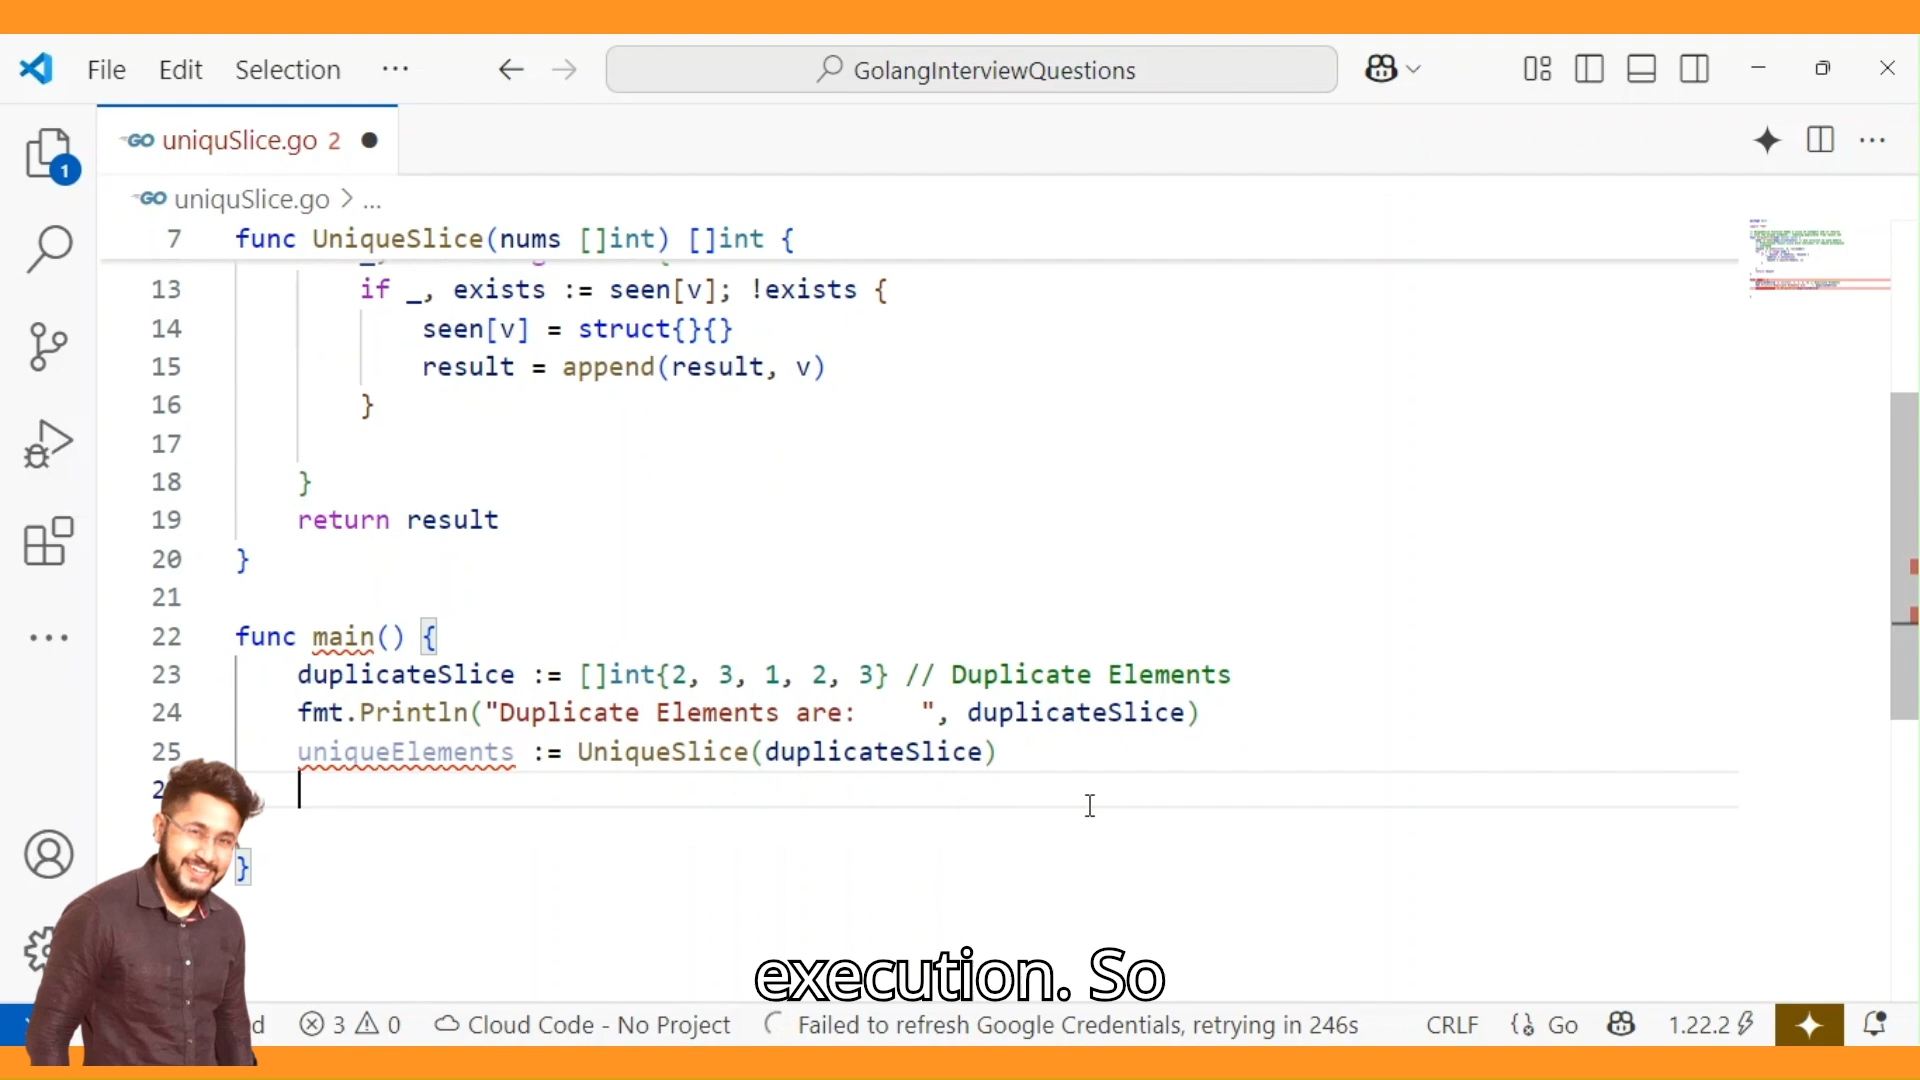 File Edit Selection ··· GolangInterviewQuestions
GO uniquSlice.go 2
1
GO uniquSlice.go > ...
7 func UniqueSlice(nums []int) []int {
13 if _, exists := seen[v]; !exists {
14 seen[v] = struct{}{}
15 result = append(result, v)
16 }
17
18 }
19 return result
20 }
21
22 func main() {
23 duplicateSlice := []int{2, 3, 1, 2, 3} // Duplicate Elements
24 fmt.Println("Duplicate Elements are:    ", duplicateSlice)
25 uniqueElements := UniqueSlice(duplicateSlice)
}
execution. So
3 0 Cloud Code - No Project Failed to refresh Google Credentials, retrying in 246s CRLF Go 1.22.2